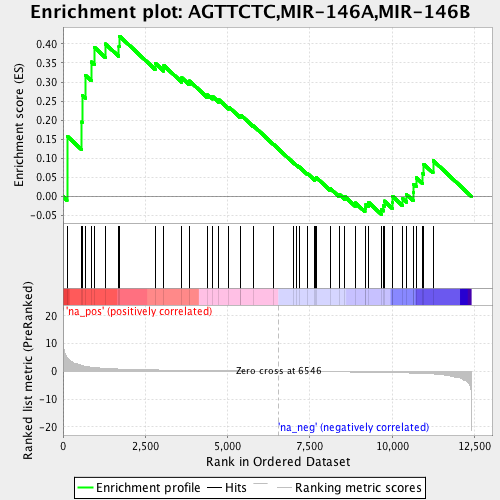 Enrichment plot: AGTTCTC,MIR-146A,MIR-146B
Enrichment score (ES)
0.40
0.35
0.30
0.25
0.20
0.15
0.10
0.05
0.00
-0.05
'na_pos' (positively correlated)
Ranked list metric (PreRanked)
20
10
0
-10
-20
Zero cross at 6546
'na_neg' (negatively correlated)
0
2,500
5,000
7,500
10,000
12,500
Rank in Ordered Dataset
Enrichment profile
Hits
Ranking metric scores